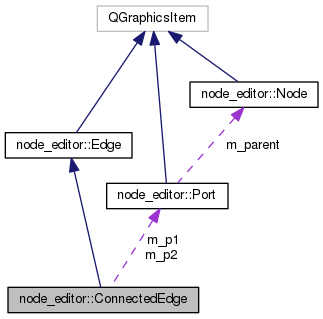 QGraphicsItem
node_editor::Node
node_editor::Edge
m_parent
node_editor::Port
m_p1
m_p2
node_editor::ConnectedEdge